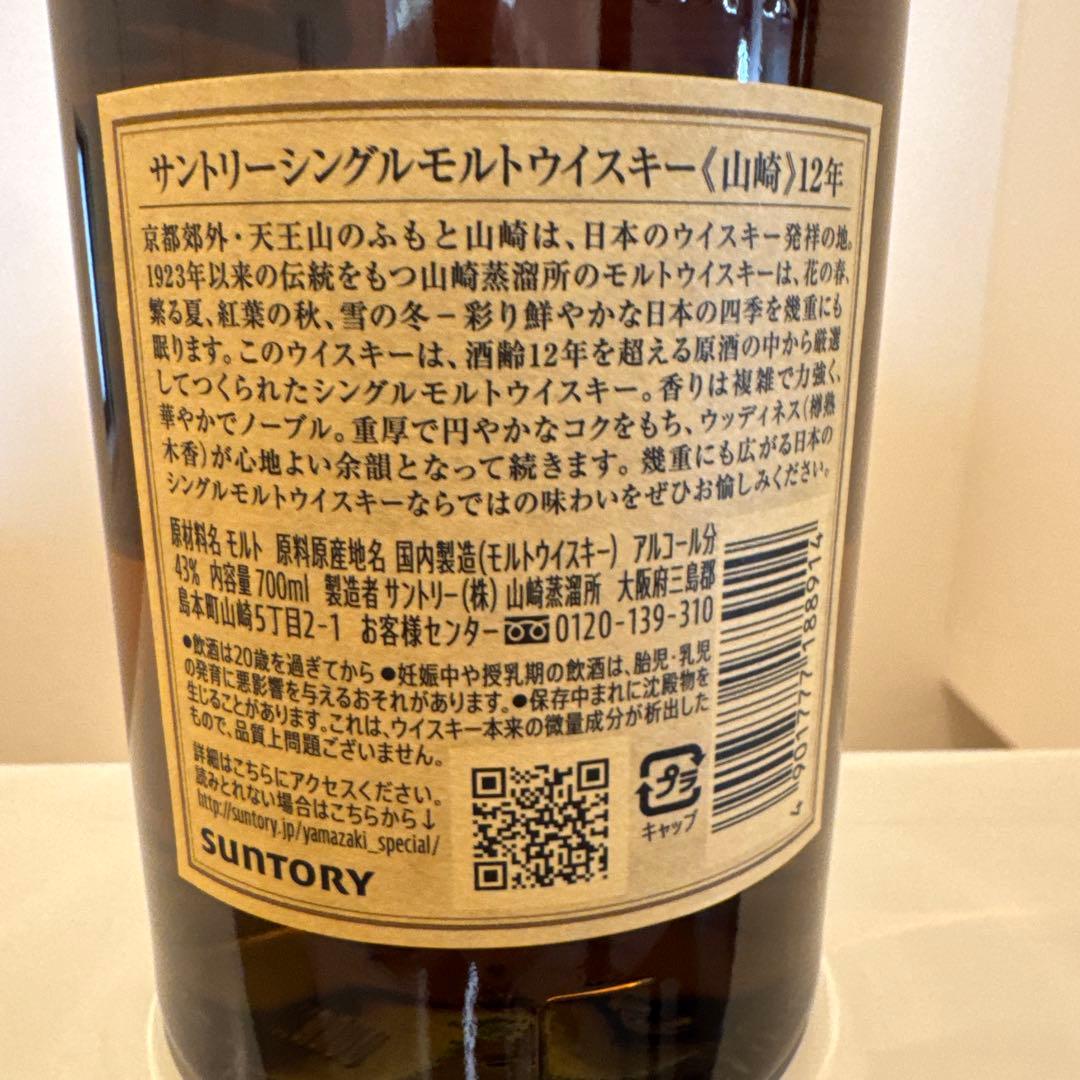 サントリーシングルモルトウイスキー《山崎》12年
京都郊外・天王山のふもと山崎は、日本のウイスキー発祥の地。
1923年以来の伝統をもつ山崎蒸溜所のモルトウイスキーは、花の春、
繁る夏、紅葉の秋、雪の冬−彩り鮮やかな日本の四季を幾重にも
眠ります。このウイスキーは、酒齢12年を超える原酒の中から厳選
してつくられたシングルモルトウイスキー。香りは複雑で力強く、
華やかでノーブル。重厚で円やかなコクをもち、ウッディネス(樽熟
木香)が心地よい余韻となって続きます。幾重にも広がる日本の
シングルモルトウイスキーならではの味わいをぜひお愉しみください。
原材料名 モルト 原料原産地名 国内製造(モルトウイスキー) アルコール分
43% 内容量 700ml 製造者 サントリー(株) 山崎蒸溜所 大阪府三島郡
島本町山崎5丁目2-1 お客様センター 0120-139-310
●飲酒は20歳を過ぎてから ●妊娠中や授乳期の飲酒は、胎児・乳児
の発育に悪影響を与えるおそれがあります。●保存中まれに沈殿物を
生じることがあります。これは、ウイスキー本来の微量成分が析出した
もので、品質上問題ございません。
詳細はこちらにアクセスください。
読みとれない場合はこちらから↓
http://suntory.jp/yamazaki_special/
SUNTORY
プラ
キャップ
4 901777 188914